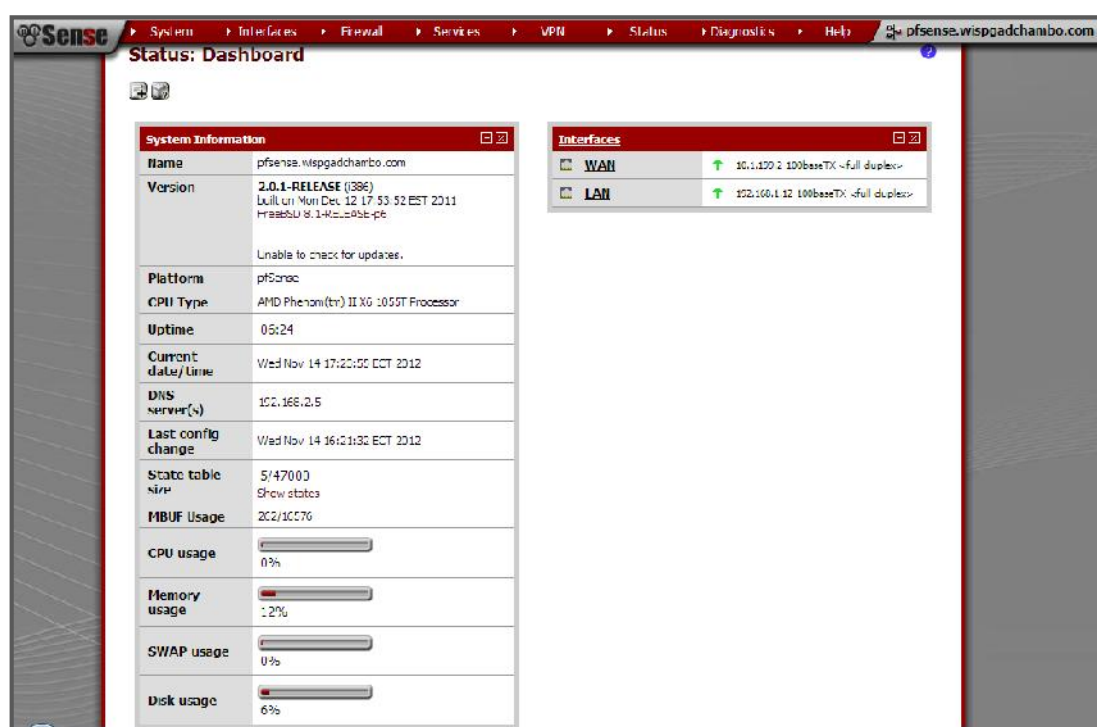 Sense
System Interfaces Firewall Services VPN Status Diagnostics Help pfsense.wispgadchambo.com
Status: Dashboard
?
System Information
Name pfsense.wispgadchambo.com
Version 2.0.1-RELEASE (i386)
built on Mon Dec 12 17:53:52 EST 2011
FreeBSD 8.1-RELEASE-p6
Unable to check for updates.
Platform pfSense
CPU Type AMD Phenom(tm) II X6 1055T Processor
Uptime 06:24
Current
date/time
Wed Nov 14 ECT 2012
DNS
server(s)
192.168.2.5
Last config
change
Wed Nov 14 16:21:32 ECT 2012
State table
size
5/47000
Show states
MBUF Usage
CPU usage
0%
Memory
usage
12%
SWAP usage
0%
Disk usage
6%
Interfaces
WAN 100baseTX <full duplex>
LAN 192.168.1.12 100baseTX <full duplex>